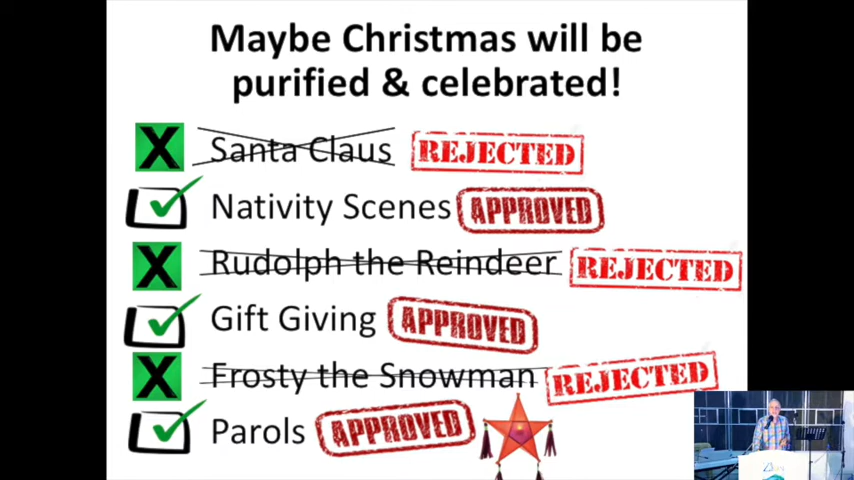 Maybe Christmas will be
purified & celebrated!
X Santa Claus REJECTED
Nativity Scenes APPROVED
X Rudolph the Reindeer REJECTED
Gift Giving APPROVED
X Frosty the Snowman REJECTED
Parols APPROVED